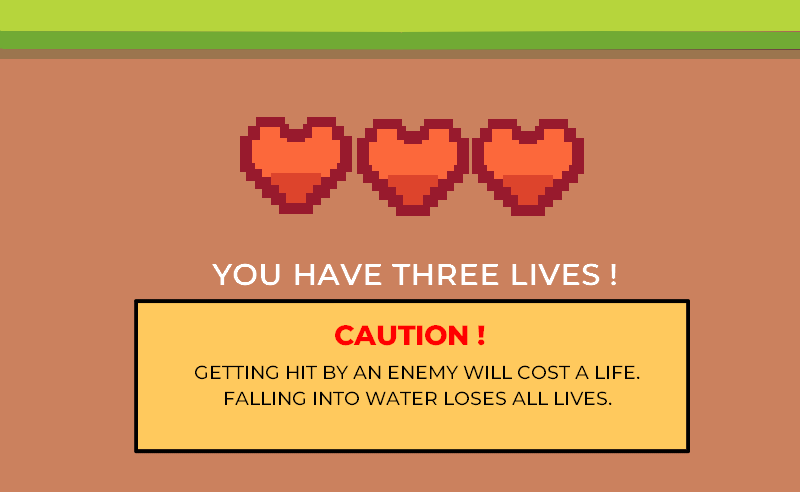 YOU HAVE THREE LIVES !
CAUTION !
GETTING HIT BY AN ENEMY WILL COST A LIFE.
FALLING INTO WATER LOSES ALL LIVES.